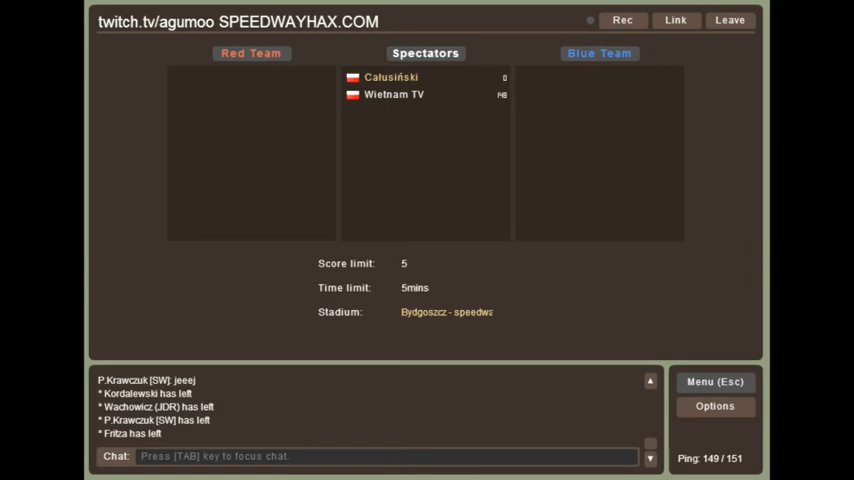 twitch.tv/agumoo SPEEDWAYHAX.COM
Rec
Link
Leave
Red Team
Spectators
Blue Team
Całusiński 0
Wietnam TV 148
Score limit: 5
Time limit: 5mins
Stadium: Bydgoszcz - speedwa
P.Krawczuk [SW]: jeeej
* Kordalewski has left
* Wachowicz (JDR) has left
* P.Krawczuk [SW] has left
* Fritza has left
Chat: Press [TAB] key to focus chat.
Menu (Esc)
Options
Ping: 149 / 151